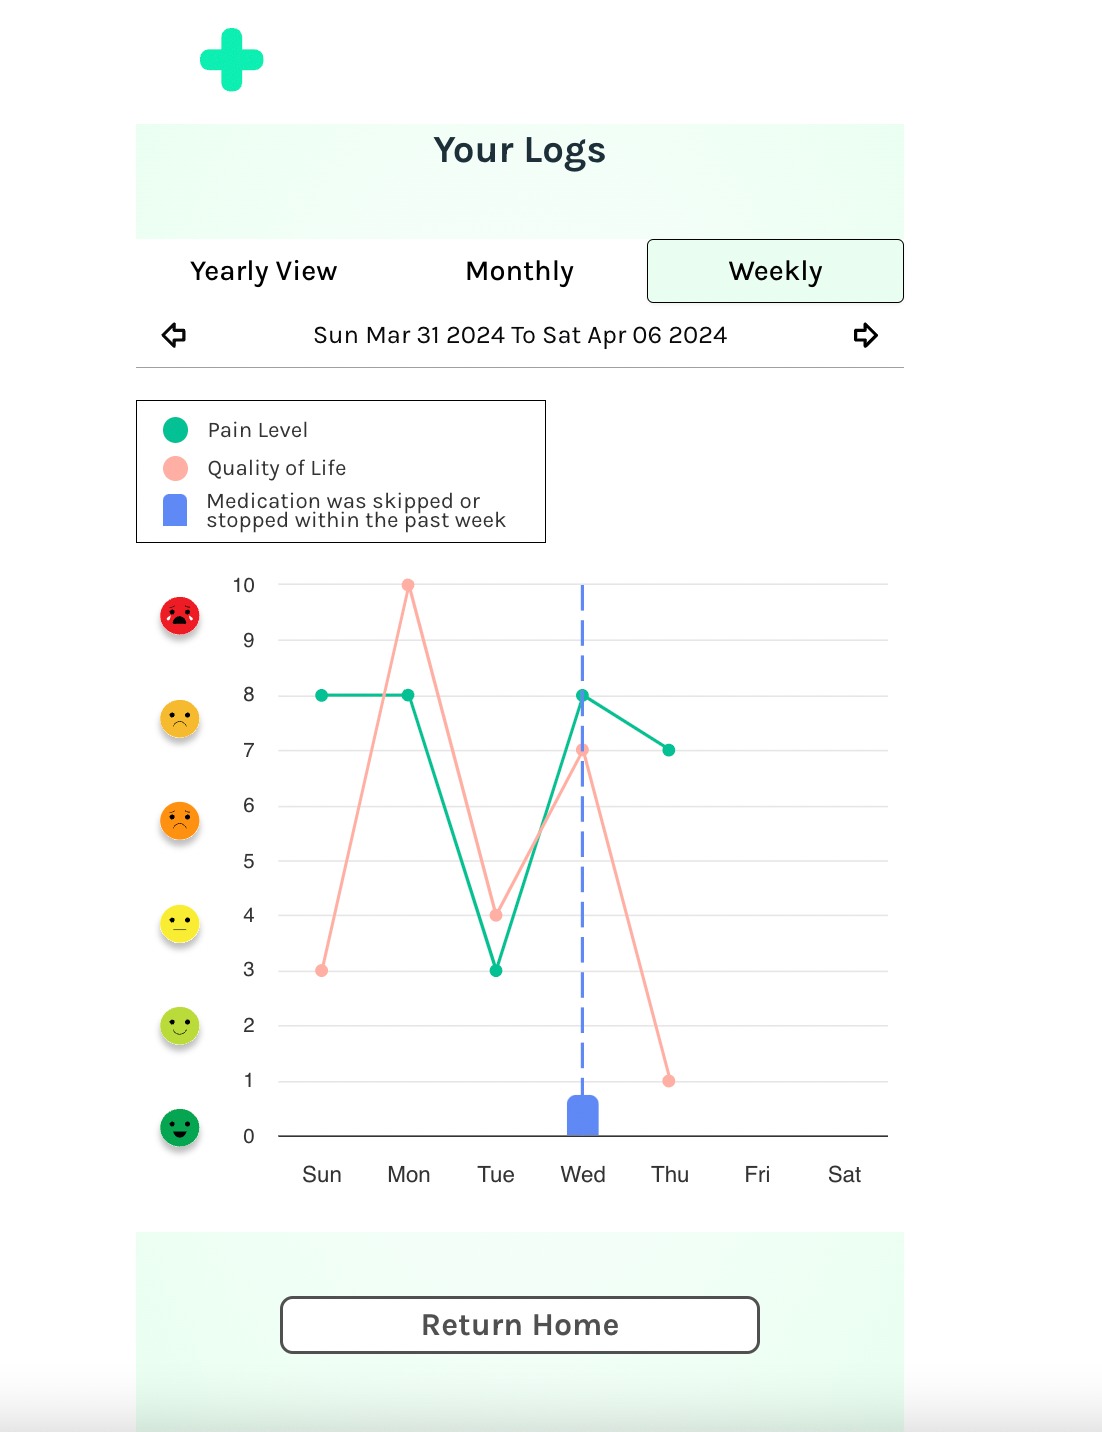 Your Logs
Yearly View Monthly Weekly
Sun Mar 31 2024 To Sat Apr 06 2024
Pain Level
Quality of Life
Medication was skipped or
stopped within the past week
10
9
8
7
6
5
4
3
2
1
0
Sun Mon Tue Wed Thu Fri Sat
Return Home